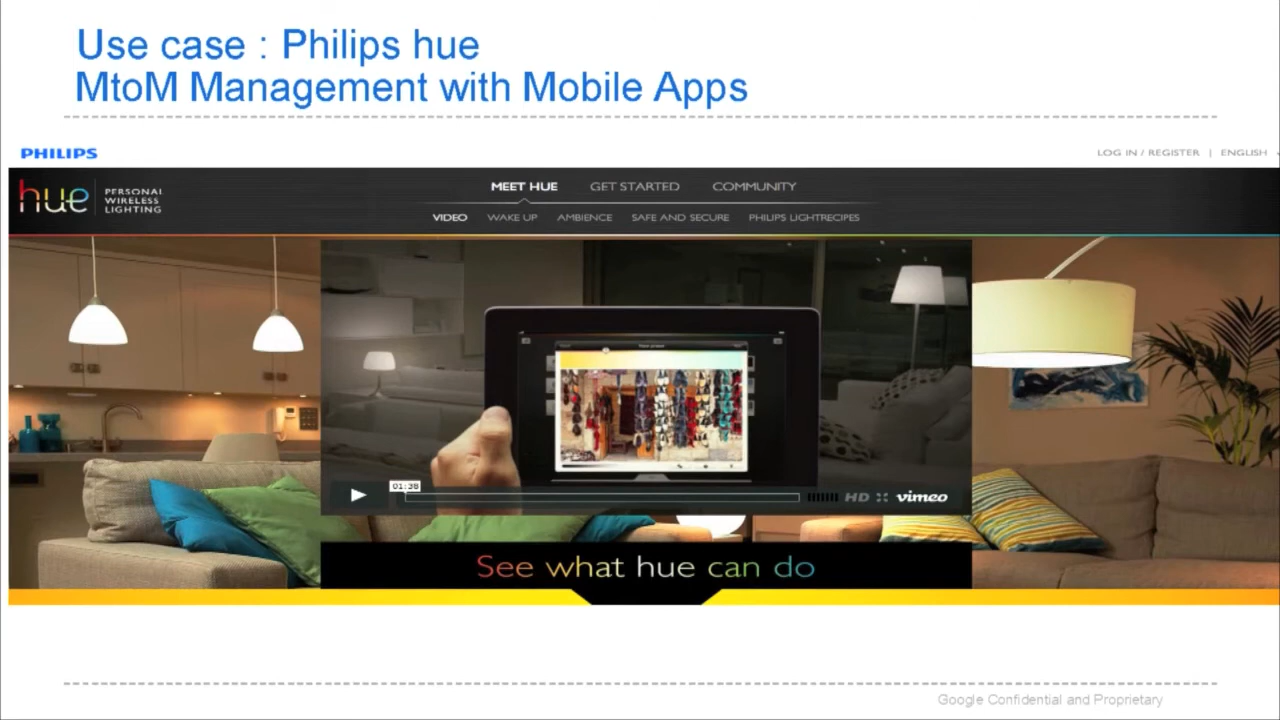 Use case : Philips hue
MtoM Management with Mobile Apps
PHILIPS
LOG IN / REGISTER | ENGLISH
hue
PERSONAL
WIRELESS
LIGHTING
MEET HUE GET STARTED COMMUNITY
VIDEO WAKE UP AMBIENCE SAFE AND SECURE PHILIPS LIGHTRECIPES
01:38
HD vimeo
See what hue can do
Google Confidential and Proprietary